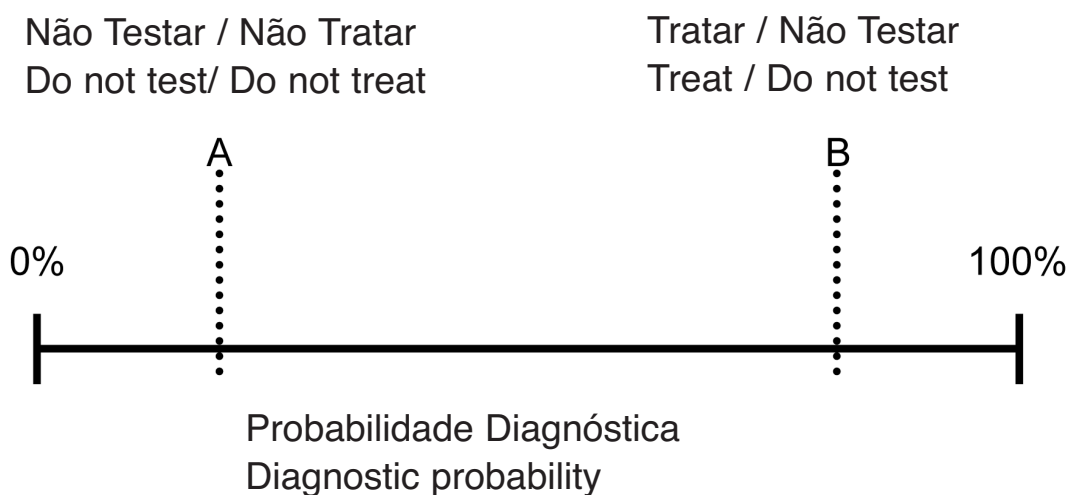 Não Testar / Não Tratar
Do not test/ Do not treat
Tratar / Não Testar
Treat / Do not test
A
B
0%
100%
Probabilidade Diagnóstica
Diagnostic probability